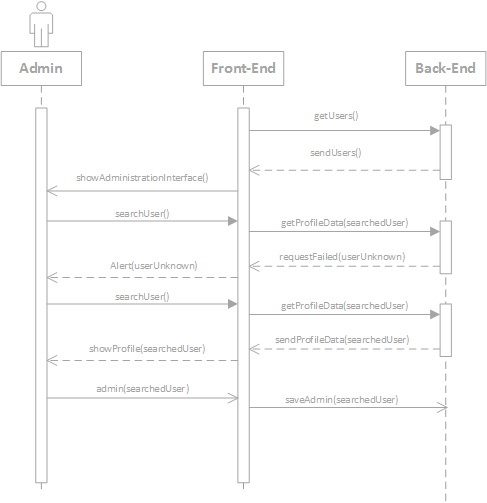 Admin
Front-End
Back-End
getUsers()
sendUsers()
showAdministrationInterface()
searchUser()
getProfileData(searchedUser)
requestFailed(userUnknown)
Alert(userUnknown)
searchUser()
getProfileData(searchedUser)
sendProfileData(searchedUser)
showProfile(searchedUser)
admin(searchedUser)
saveAdmin(searchedUser)